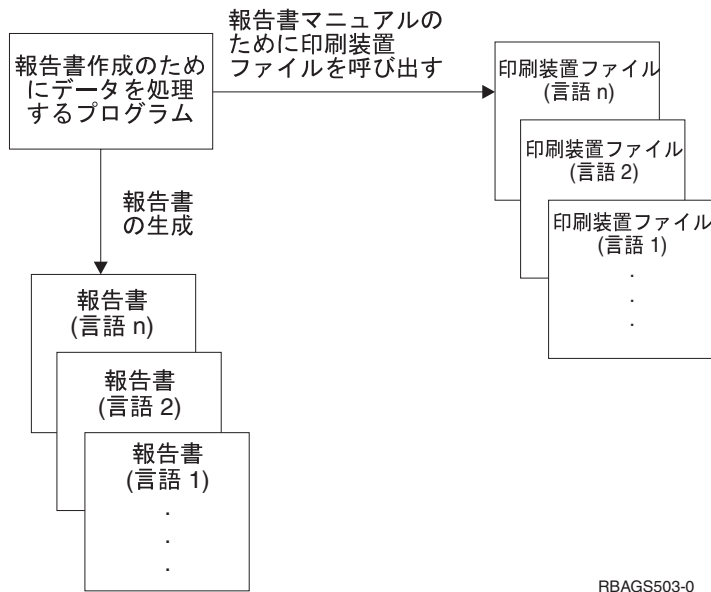 報告書マニュアルの
ために印刷装置
ファイルを呼び出す
報告書作成のため
にデータを処理
するプログラム
印刷装置ファイル
(言語 n)
印刷装置ファイル
(言語 2)
印刷装置ファイル
(言語 1)
.
.
.
報告書
の生成
報告書
(言語 n)
報告書
(言語 2)
報告書
(言語 1)
.
.
.
RBAGS503-0